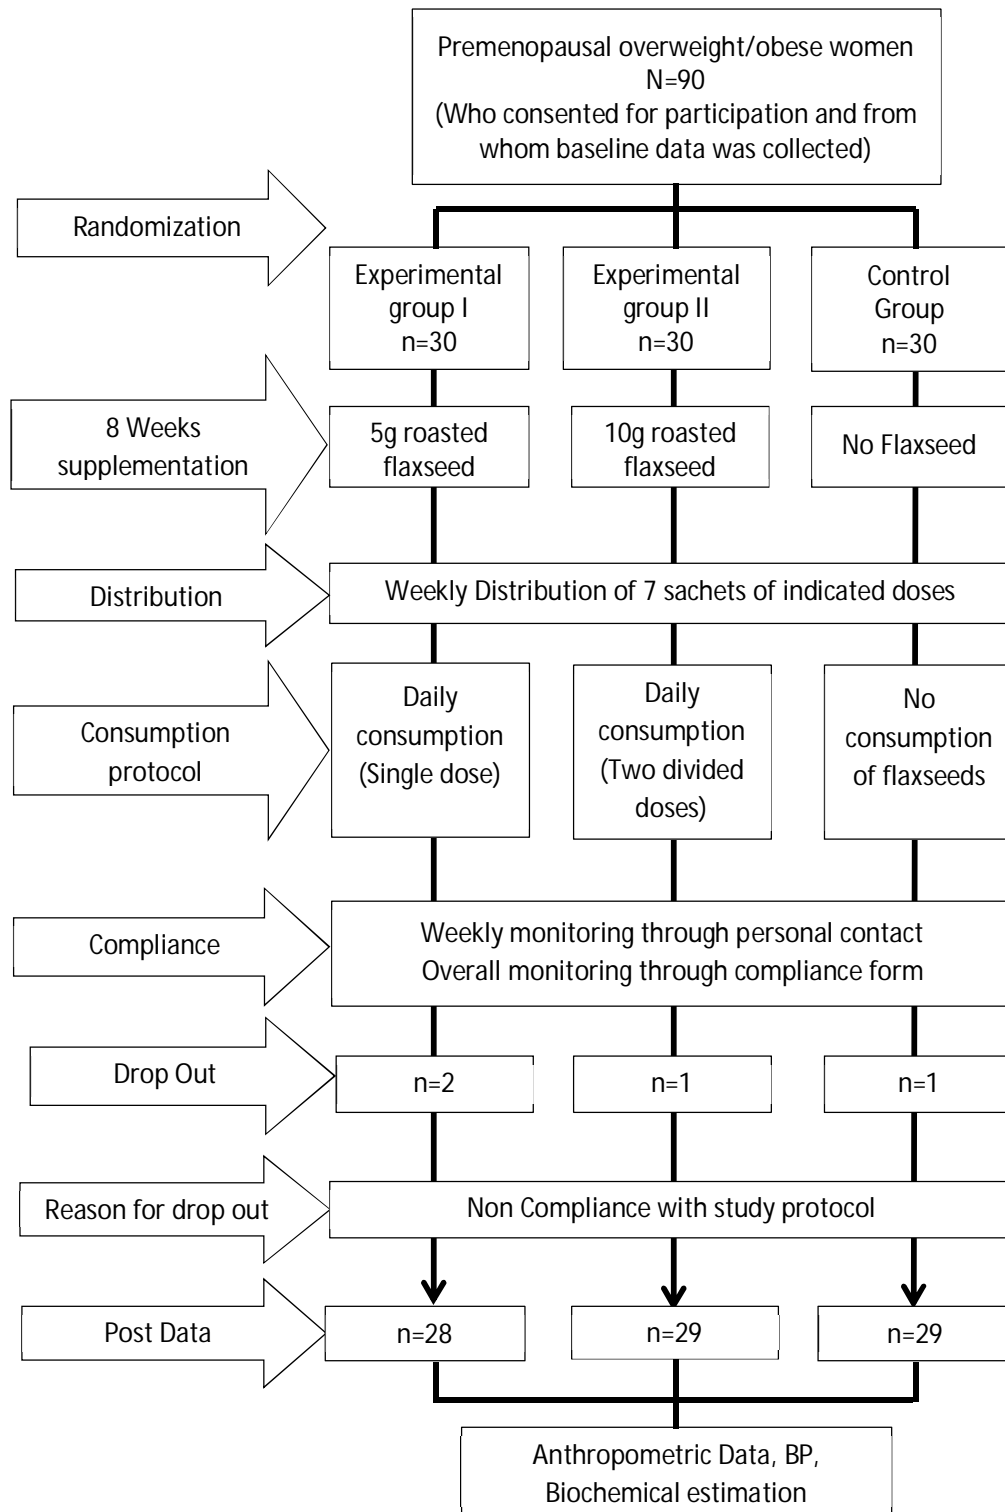 Premenopausal overweight/obese women
N=90
(Who consented for participation and from
whom baseline data was collected)
Randomization
Experimental
group I
n=30
Experimental
group II
n=30
Control
Group
n=30
8 Weeks
supplementation
5g roasted
flaxseed
10g roasted
flaxseed
No Flaxseed
Distribution
Weekly Distribution of 7 sachets of indicated doses
Consumption
protocol
Daily
consumption
(Single dose)
Daily
consumption
(Two divided
doses)
No
consumption
of flaxseeds
Compliance
Weekly monitoring through personal contact
Overall monitoring through compliance form
Drop Out
n=2
n=1
n=1
Reason for drop out
Non Compliance with study protocol
Post Data
n=28
n=29
n=29
Anthropometric Data, BP,
Biochemical estimation